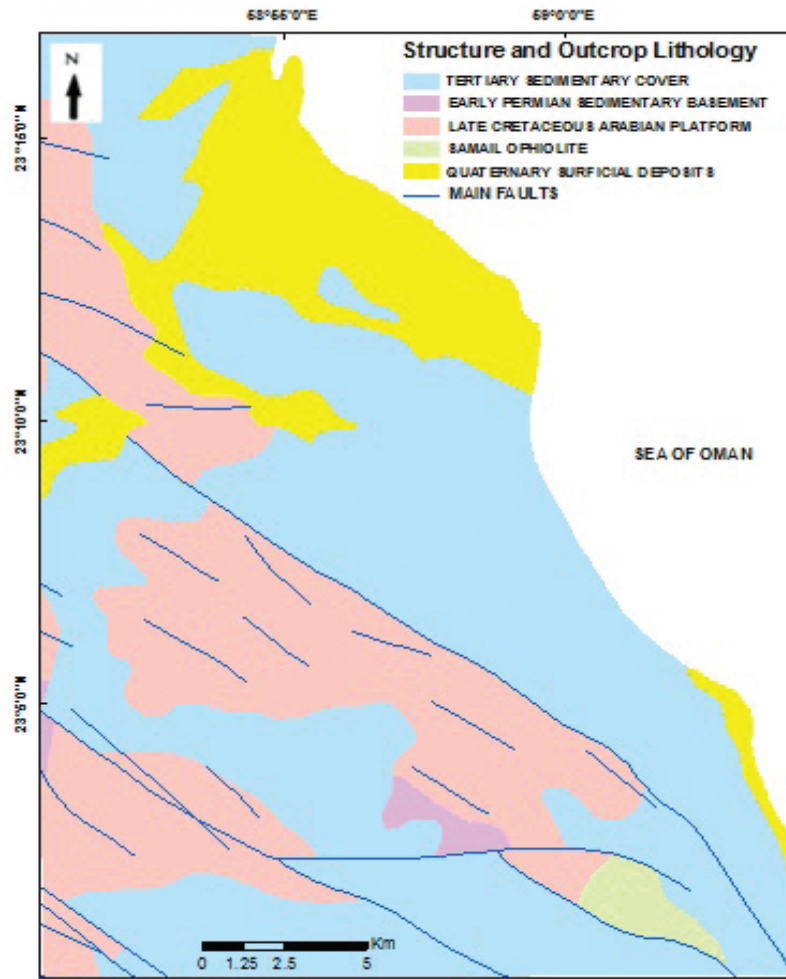 58°55'0"E
59°0'0"E
N
Structure and Outcrop Lithology
TERTIARY SEDIMENTARY COVER
EARLY PERMIAN SEDIMENTARY BASEMENT
LATE CRETACEOUS ARABIAN PLATFORM
SAMAIL OPHIOLITE
QUATERNARY SURFICIAL DEPOSITS
MAIN FAULTS
23°15'0"N
23°10'0"N
SEA OF OMAN
23°5'0"N
Km
0 1.25 2.5 5